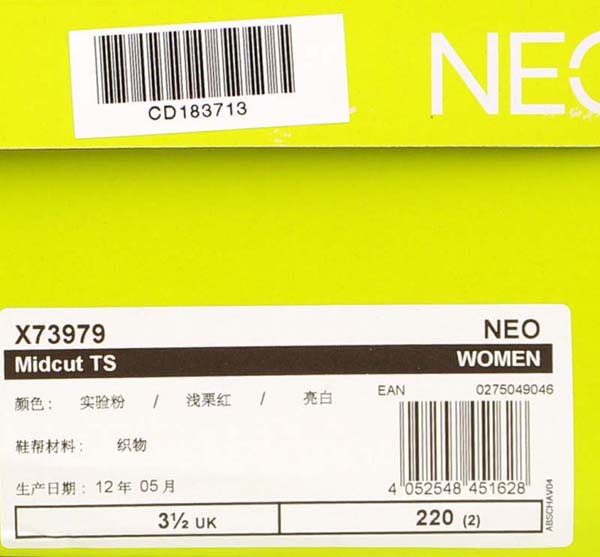 CD183713
NEO
X73979 NEO
Midcut TS WOMEN
颜色： 实验粉 / 浅栗红 / 亮白
EAN 0275049046
鞋帮材料： 织物
生产日期：12 年 05 月
4 052548 451628
ABSCHAV04
3½ UK 220 (2)